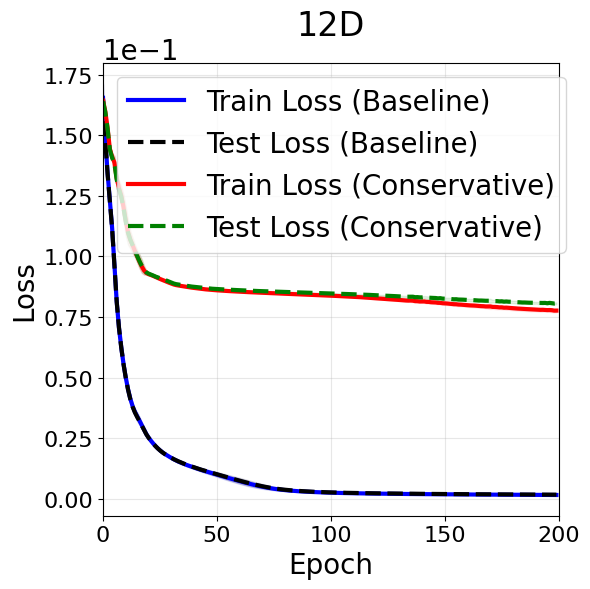 12D
1e−1
1.75
1.50
1.25
1.00
0.75
0.50
0.25
0.00
Loss
Train Loss (Baseline)
Test Loss (Baseline)
Train Loss (Conservative)
Test Loss (Conservative)
0 50 100 150 200
Epoch